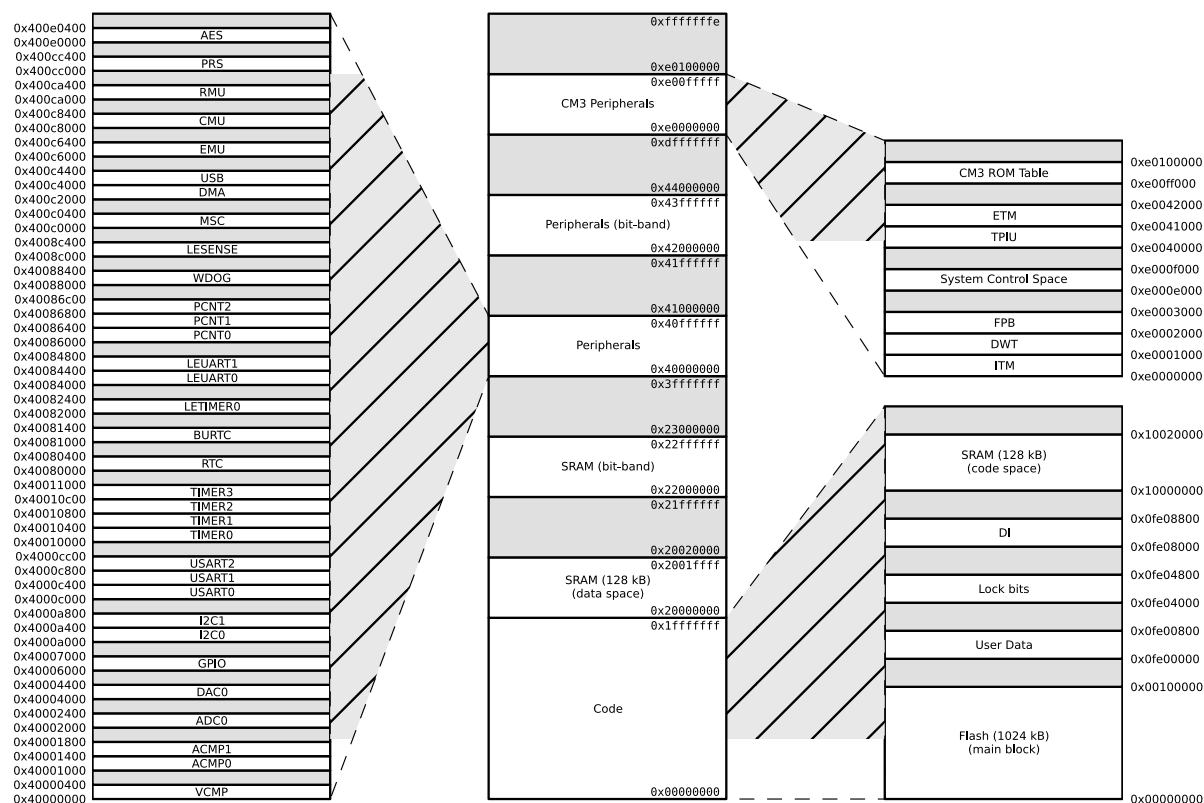 0x400e0400
AES
0x400e0000
0x400cc400
PRS
0x400cc000
0x400ca400
RMU
0x400ca000
0x400c8400
CMU
0x400c8000
0x400c6400
EMU
0x400c6000
0x400c4400
USB
0x400c4000
DMA
0x400c2000
0x400c0400
MSC
0x400c0000
0x4008c400
LESENSE
0x4008c000
0x40088400
WDOG
0x40088000
0x40086c00
PCNT2
0x40086800
PCNT1
0x40086400
PCNT0
0x40086000
0x40084800
LEUART1
0x40084400
LEUART0
0x40084000
0x40082400
LETIMER0
0x40082000
0x40081400
BURTC
0x40081000
0x40080400
RTC
0x40080000
0x40011000
TIMER3
0x40010c00
TIMER2
0x40010800
TIMER1
0x40010400
TIMER0
0x40010000
0x4000cc00
USART2
0x4000c800
USART1
0x4000c400
USART0
0x4000c000
0x4000a800
I2C1
0x4000a400
I2C0
0x4000a000
0x40007000
GPIO
0x40006000
0x40004400
DAC0
0x40004000
0x40002400
ADC0
0x40002000
0x40001800
ACMP1
0x40001400
ACMP0
0x40001000
0x40000400
VCMP
0x40000000
0xfffffffe
0xe0100000
0xe00fffff
CM3 Peripherals
0xe0000000
0xdfffffff
0x44000000
0x43ffffff
Peripherals (bit-band)
0x42000000
0x41ffffff
0x41000000
0x40ffffff
Peripherals
0x40000000
0x3fffffff
0x23000000
0x22ffffff
SRAM (bit-band)
0x22000000
0x21ffffff
0x20020000
0x2001ffff
SRAM (128 kB)
(data space)
0x20000000
0x1fffffff
Code
0x00000000
0xe0100000
CM3 ROM Table
0xe00ff000
0xe0042000
ETM
0xe0041000
TPIU
0xe0040000
0xe000f000
System Control Space
0xe000e000
0xe0003000
FPB
0xe0002000
DWT
0xe0001000
ITM
0xe0000000
0x10020000
SRAM (128 kB)
(code space)
0x10000000
0x0fe08800
DI
0x0fe08000
0x0fe04800
Lock bits
0x0fe04000
0x0fe00800
User Data
0x0fe00000
0x00100000
Flash (1024 kB)
(main block)
0x00000000